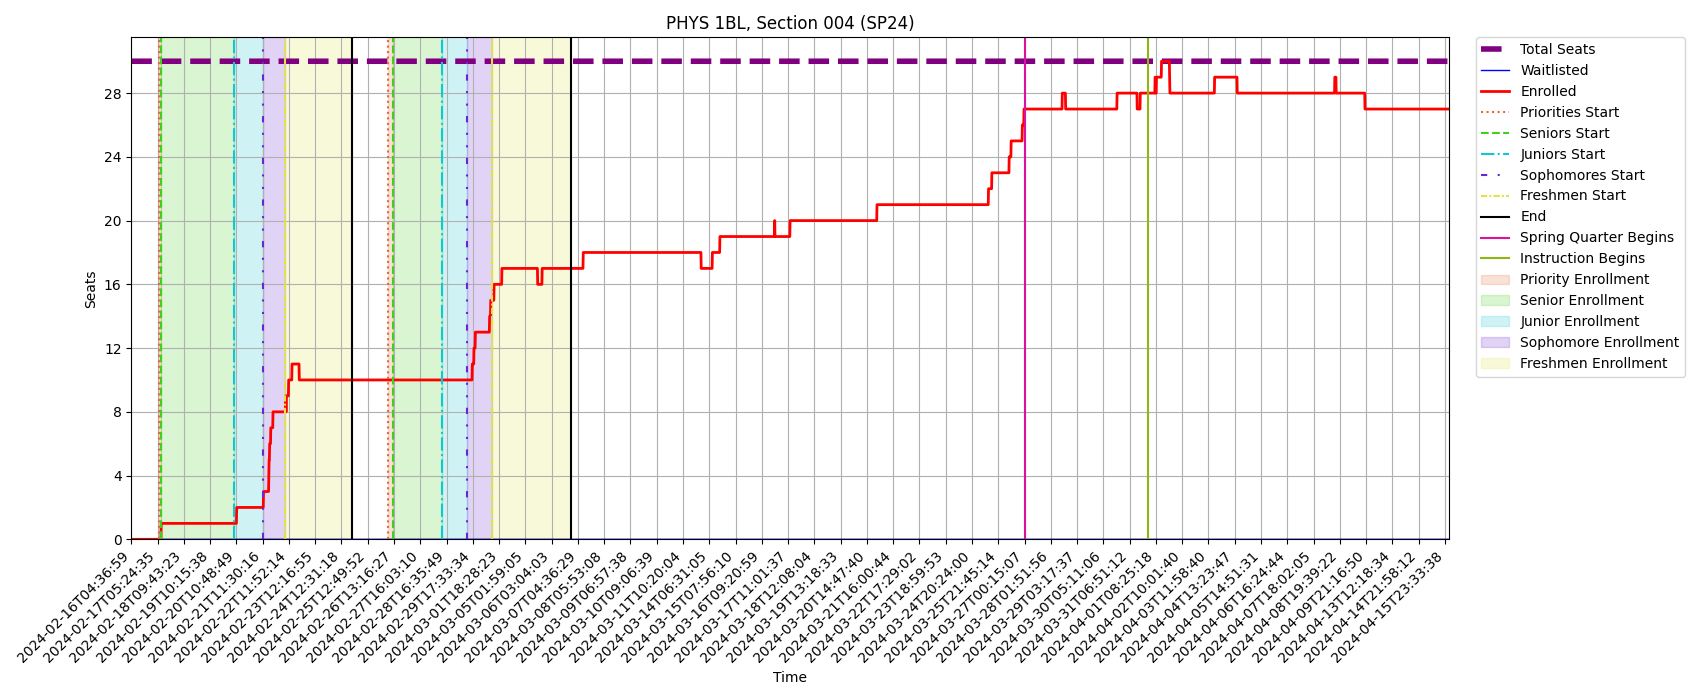 PHYS 1BL, Section 004 (SP24)
Seats
28
24
20
16
12
8
4
0
2024-02-16T04:36:59
2024-02-17T05:24:35
2024-02-18T09:43:23
2024-02-19T10:15:38
2024-02-20T10:48:49
2024-02-21T11:30:16
2024-02-22T11:52:14
2024-02-23T12:16:55
2024-02-24T12:31:18
2024-02-25T12:49:52
2024-02-26T13:16:27
2024-02-27T16:03:10
2024-02-28T16:35:49
2024-02-29T17:33:34
2024-03-01T18:28:23
2024-03-05T01:59:05
2024-03-06T03:04:03
2024-03-07T04:36:29
2024-03-08T05:53:08
2024-03-09T06:57:38
2024-03-10T09:06:39
2024-03-11T10:20:04
2024-03-14T06:31:05
2024-03-15T07:56:10
2024-03-16T09:20:59
2024-03-17T11:01:37
2024-03-18T12:08:04
2024-03-19T13:18:33
2024-03-20T14:47:40
2024-03-21T16:00:44
2024-03-22T17:29:02
2024-03-23T18:59:53
2024-03-24T20:24:00
2024-03-25T21:45:14
2024-03-27T00:15:07
2024-03-28T01:51:56
2024-03-29T03:17:37
2024-03-30T05:11:06
2024-03-31T06:51:12
2024-04-01T08:25:18
2024-04-02T10:01:40
2024-04-03T11:58:40
2024-04-04T13:23:47
2024-04-05T14:51:31
2024-04-06T16:24:44
2024-04-07T18:02:05
2024-04-08T19:39:22
2024-04-09T21:16:50
2024-04-13T12:18:34
2024-04-14T21:58:12
2024-04-15T23:33:38
Time
Total Seats
Waitlisted
Enrolled
Priorities Start
Seniors Start
Juniors Start
Sophomores Start
Freshmen Start
End
Spring Quarter Begins
Instruction Begins
Priority Enrollment
Senior Enrollment
Junior Enrollment
Sophomore Enrollment
Freshmen Enrollment